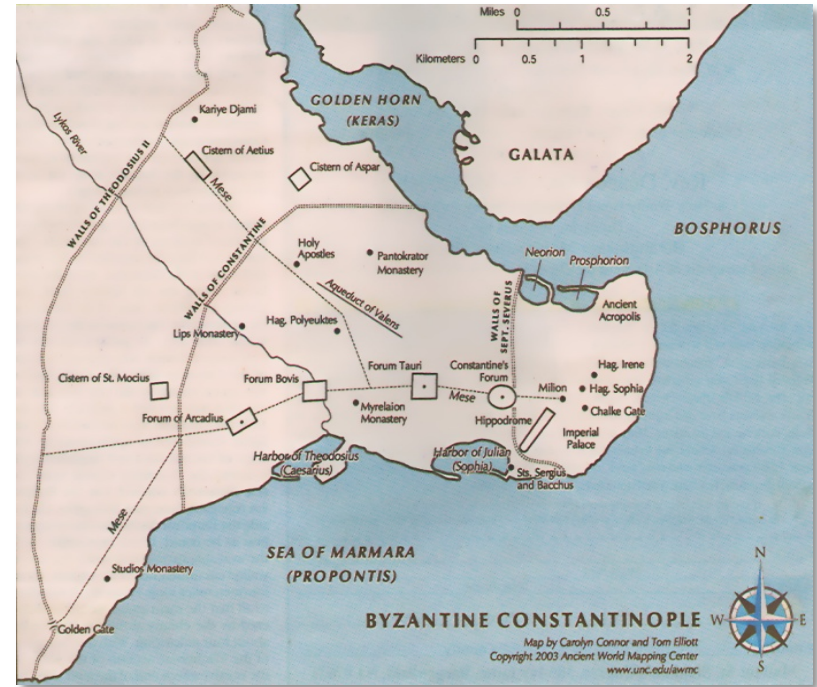 Miles 0 0.5 1
Kilometers 0 0.5 1 2
GOLDEN HORN
(KERAS)
GALATA
BOSPHORUS
Lykos River
Kariye Djami
Cistern of Aetius
Cistern of Aspar
Mese
WALLS OF THEODOSIUS II
WALLS OF CONSTANTINE
Holy
Apostles
Pantokrator
Monastery
Neorion
Prosphorion
Ancient
Acropolis
Aqueduct of Valens
WALLS OF
SEPT. SEVERUS
Lips Monastery
Hag. Polyeuktes
Cistern of St. Mocius
Forum Bovis
Forum Tauri
Constantine's
Forum
Mese
Milion
Hag. Irene
Hag. Sophia
Chalke Gate
Forum of Arcadius
Myrelaion
Monastery
Hippodrome
Imperial
Palace
Harbor of Theodosius
(Caesarius)
Harbor of Julian
(Sophia)
Sts. Sergius
and Bacchus
Mese
Studios Monastery
Golden Gate
SEA OF MARMARA
(PROPONTIS)
BYZANTINE CONSTANTINOPLE
Map by Carolyn Connor and Tom Elliott
Copyright 2003 Ancient World Mapping Center
www.unc.edu/awmc
N
W E
S